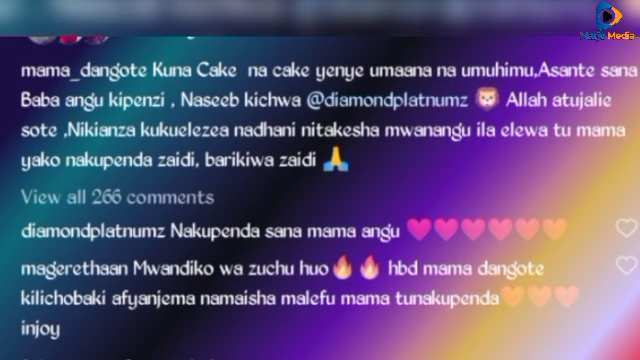 Marjo Media
mama_dangote Kuna Cake na cake yenye umaana na umuhimu,Asante sana
Baba angu kipenzi , Naseeb kichwa @diamondplatnumz 🦁 Allah atujalie
sote ,Nikianza kukuelezea nadhani nitakesha mwanangu ila elewa tu mama
yako nakupenda zaidi, barikiwa zaidi 🙏
View all 266 comments
diamondplatnumz Nakupenda sana mama angu 💗💗💗💗💗🧡
magerethaan Mwandiko wa zuchu huo🔥🔥 hbd mama dangote
kilichobaki afyanjema namaisha malefu mama tunakupenda🧡🧡💗
injoy